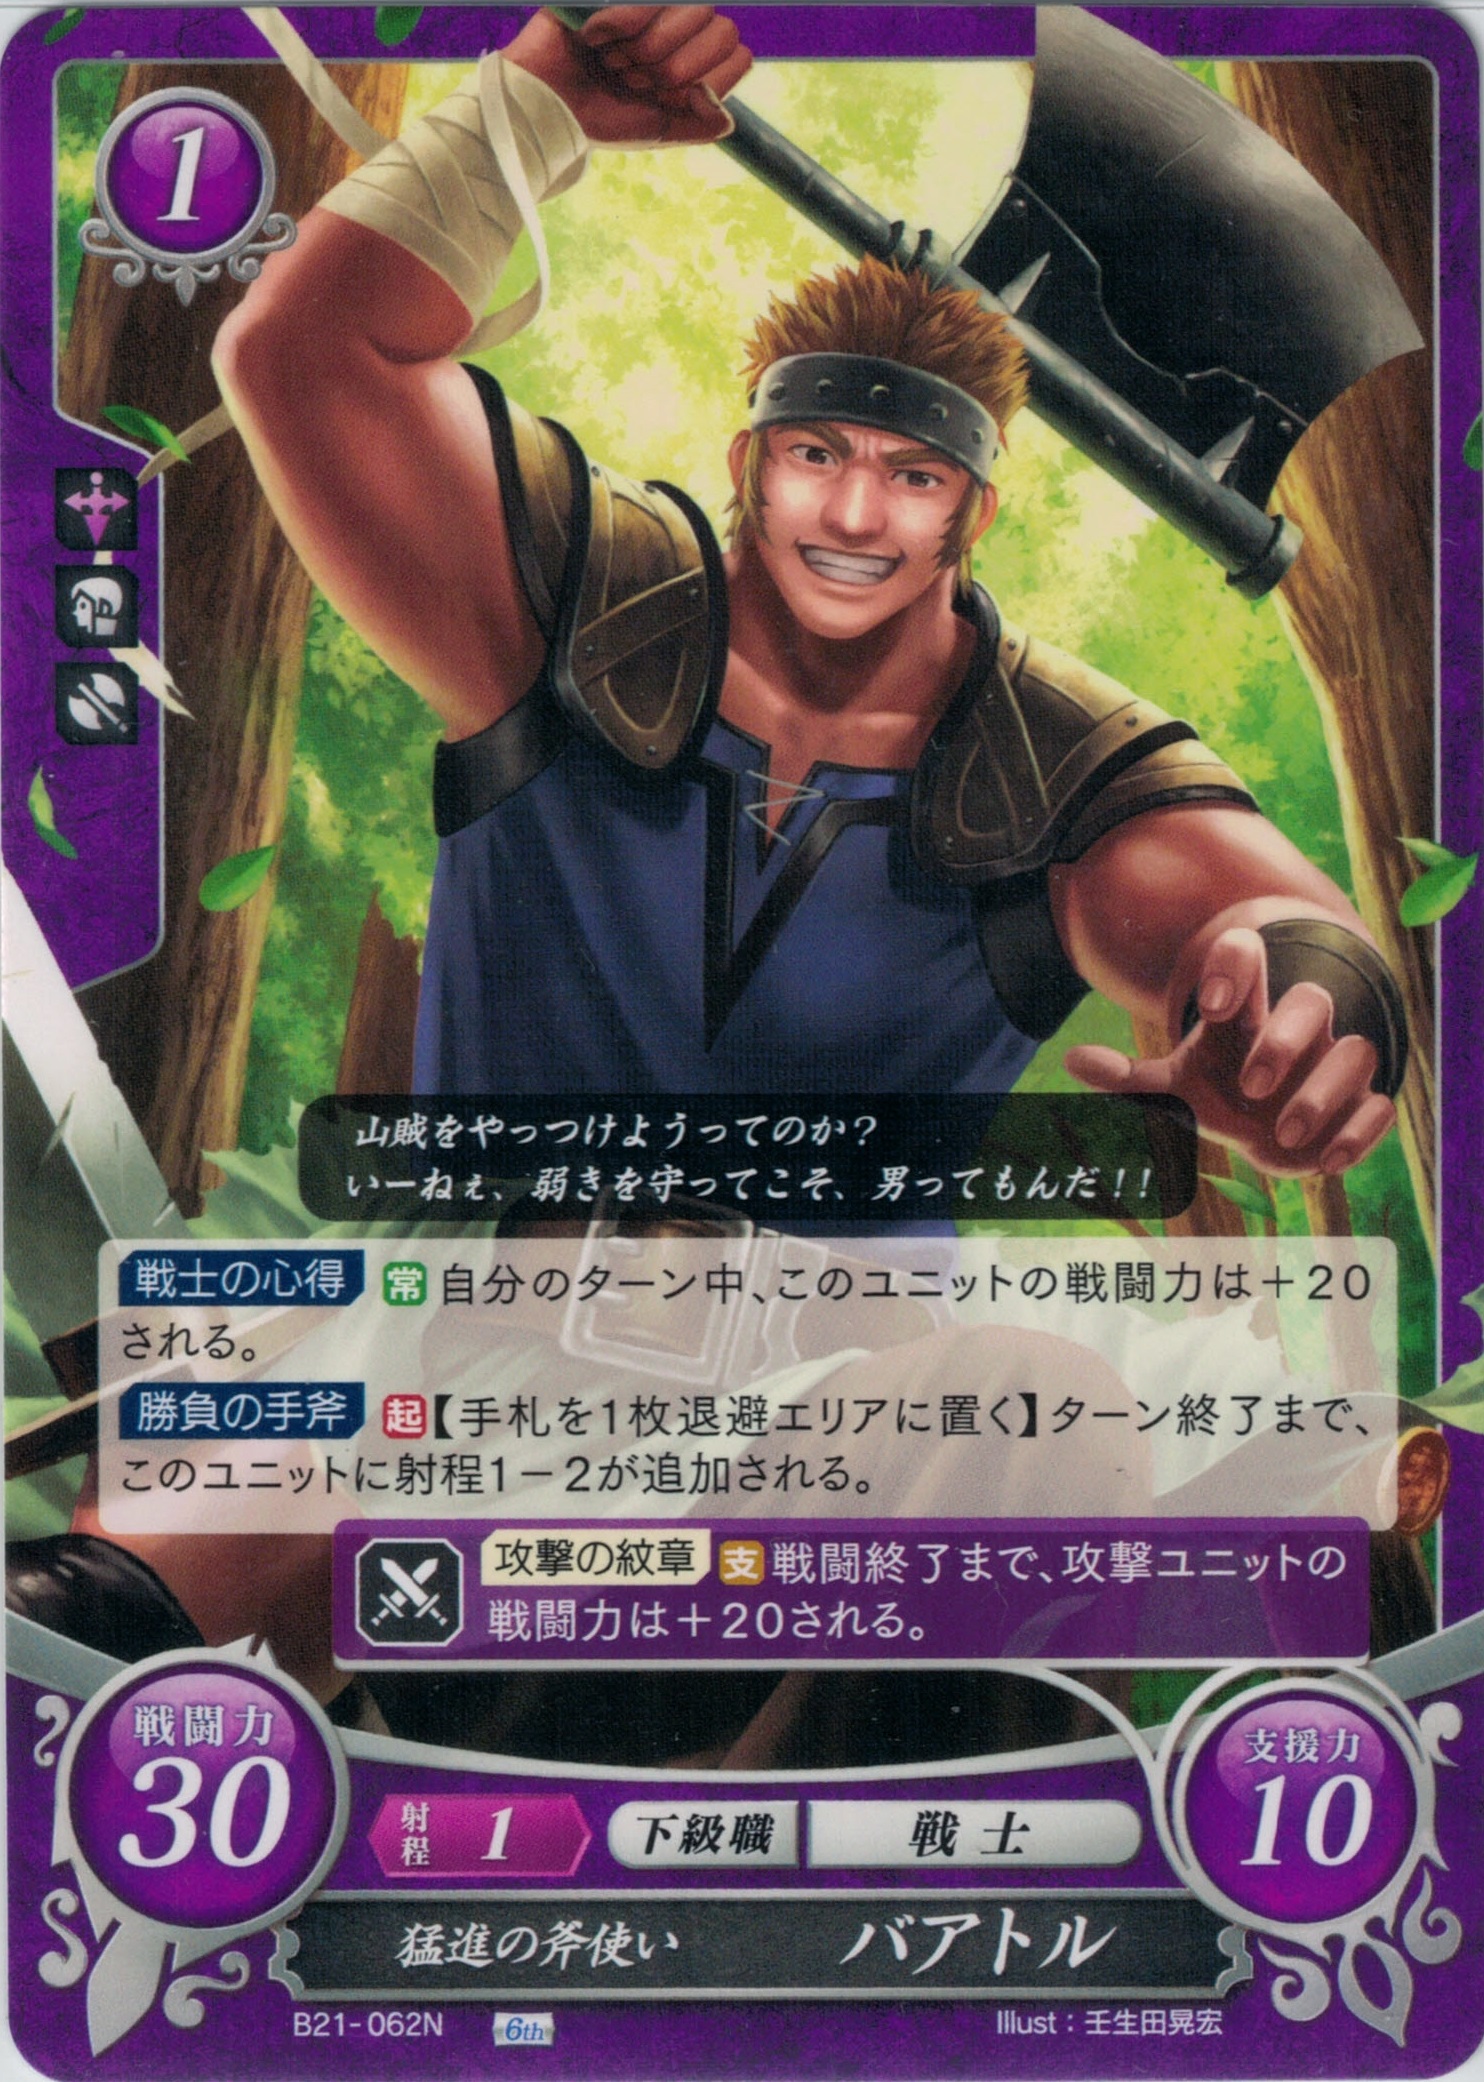 1
山賊をやっつけようってのか？
いーねぇ、弱きを守ってこそ、男ってもんだ！！
戦士の心得 常 自分のターン中、このユニットの戦闘力は＋20
される。
勝負の手斧 起【手札を1枚退避エリアに置く】ターン終了まで、
このユニットに射程1－2が追加される。
攻撃の紋章 支 戦闘終了まで、攻撃ユニットの
戦闘力は＋20される。
戦闘力
30
射程 1
下級職 戦士
支援力
10
猛進の斧使い バアトル
B21-062N 6th Illust：壬生田晃宏